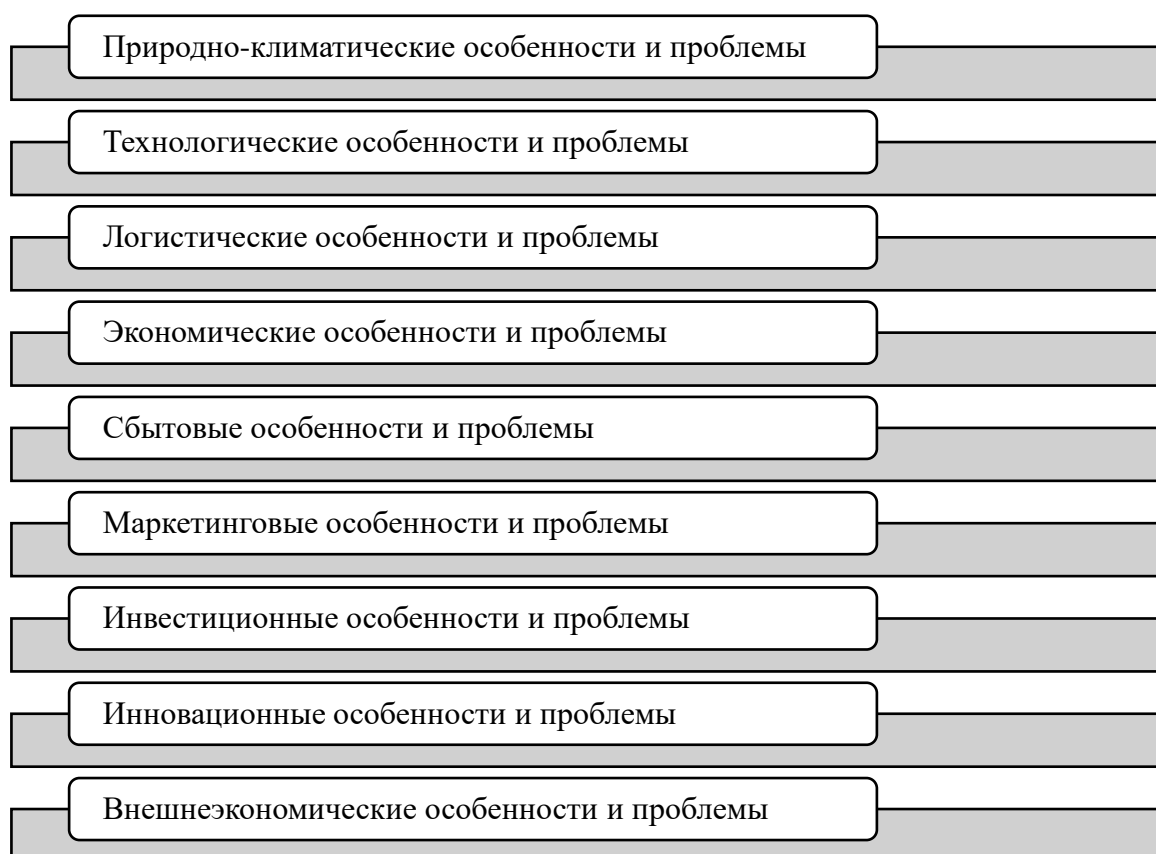 Природно-климатические особенности и проблемы
Технологические особенности и проблемы
Логистические особенности и проблемы
Экономические особенности и проблемы
Сбытовые особенности и проблемы
Маркетинговые особенности и проблемы
Инвестиционные особенности и проблемы
Инновационные особенности и проблемы
Внешнеэкономические особенности и проблемы